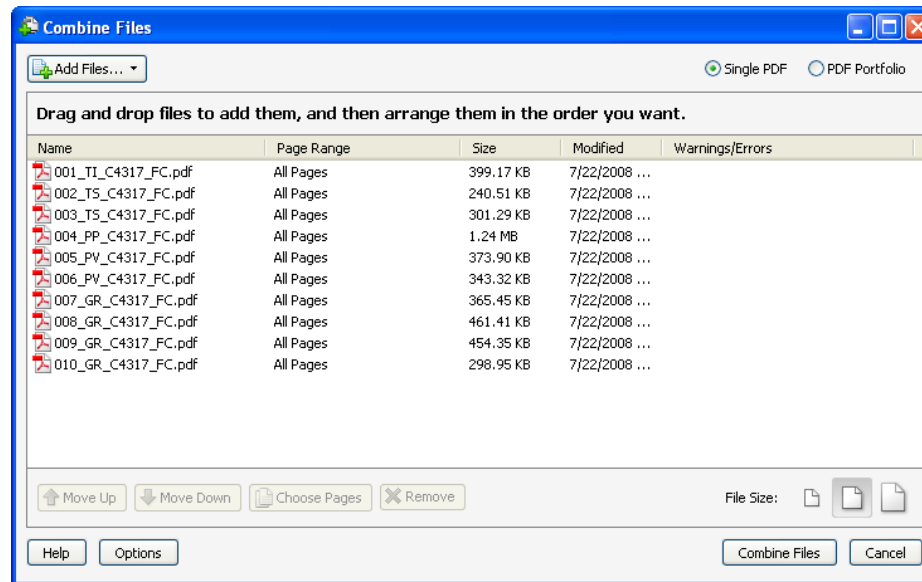 Combine Files
Add Files... Single PDF PDF Portfolio
Drag and drop files to add them, and then arrange them in the order you want.
Name Page Range Size Modified Warnings/Errors
001_TI_C4317_FC.pdf All Pages 399.17 KB 7/22/2008 ...
002_TS_C4317_FC.pdf All Pages 240.51 KB 7/22/2008 ...
003_TS_C4317_FC.pdf All Pages 301.29 KB 7/22/2008 ...
004_PP_C4317_FC.pdf All Pages 1.24 MB 7/22/2008 ...
005_PV_C4317_FC.pdf All Pages 373.90 KB 7/22/2008 ...
006_PV_C4317_FC.pdf All Pages 343.32 KB 7/22/2008 ...
007_GR_C4317_FC.pdf All Pages 365.45 KB 7/22/2008 ...
008_GR_C4317_FC.pdf All Pages 461.41 KB 7/22/2008 ...
009_GR_C4317_FC.pdf All Pages 454.35 KB 7/22/2008 ...
010_GR_C4317_FC.pdf All Pages 298.95 KB 7/22/2008 ...
Move Up Move Down Choose Pages Remove File Size:
Help Options Combine Files Cancel